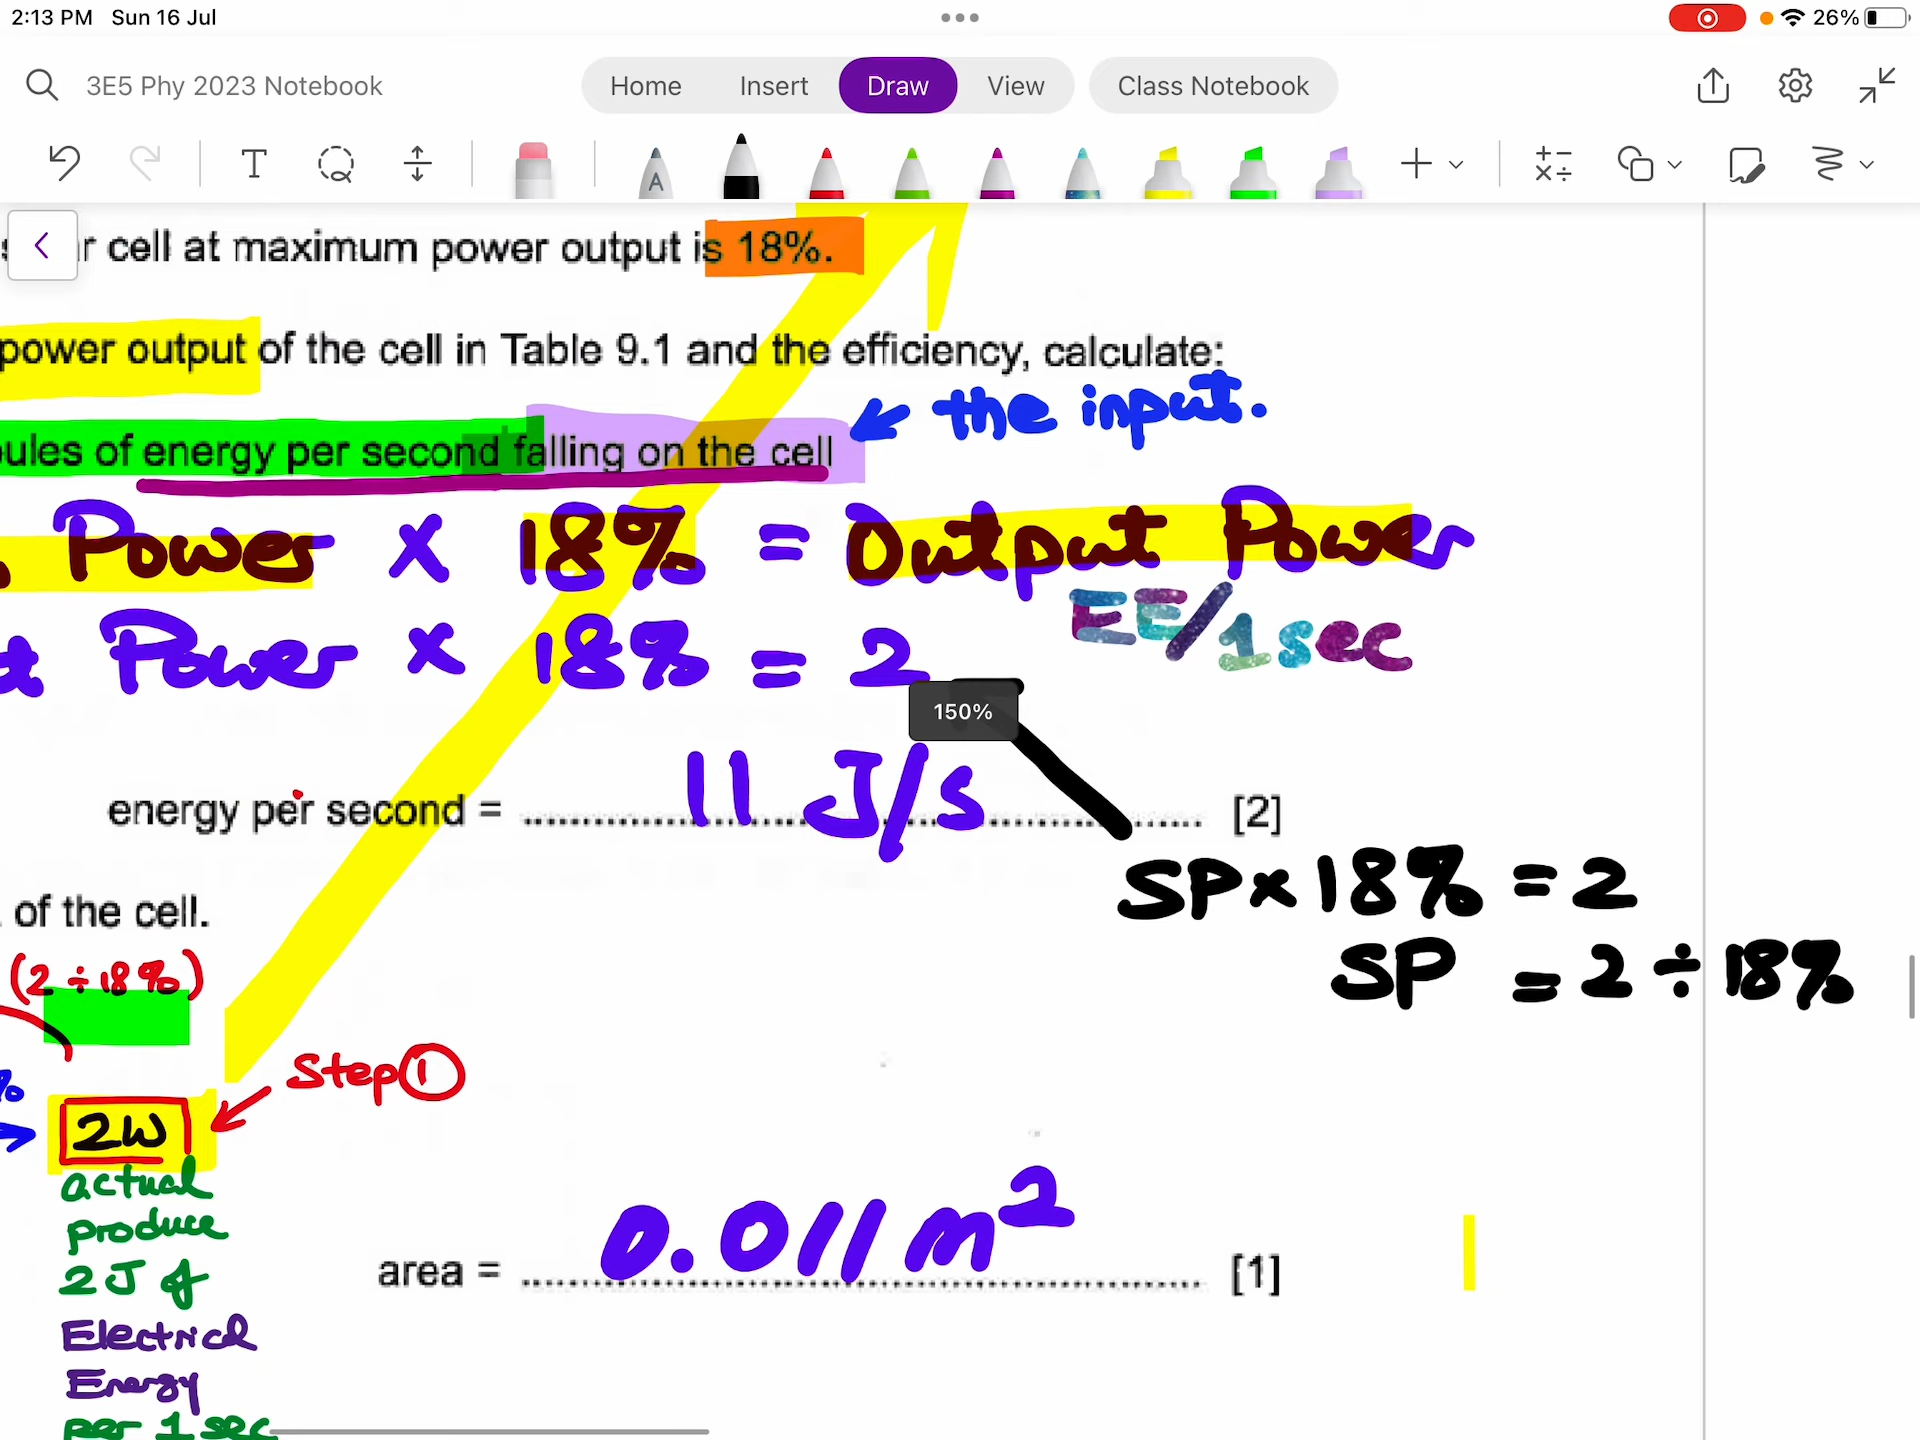 2:13 PM Sun 16 Jul
26%
3E5 Phy 2023 Notebook
Home Insert Draw View Class Notebook
T A
r cell at maximum power output is 18%.
power output of the cell in Table 9.1 and the efficiency, calculate:
the input.
ules of energy per second falling on the cell
Power × 18% = Output Power
EE/1sec
t Power × 18% = 2
150%
11 J/s
energy per second = [2]
SP×18% = 2
of the cell.
SP = 2 ÷ 18%
(2 ÷ 18%)
Step 1
%
2W
actual
produce
2J of
0.011 m²
area = [1]
Electrical
Energy
per 1 sec